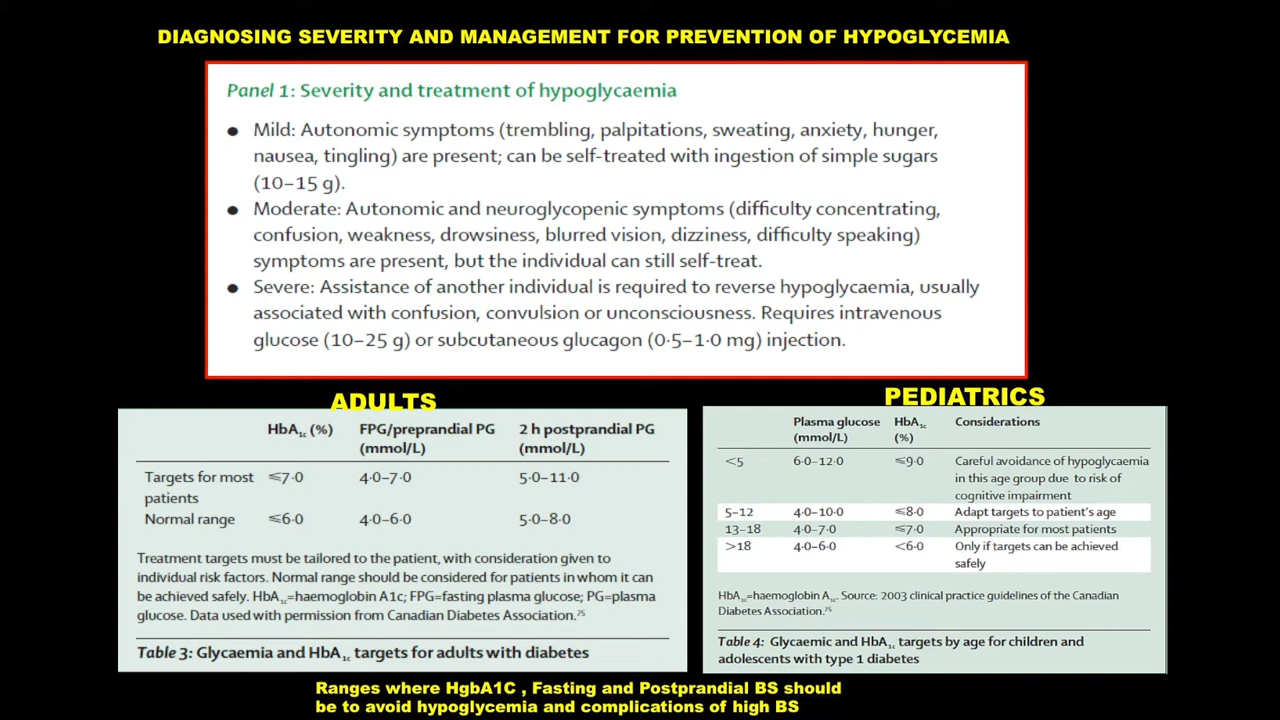 DIAGNOSING SEVERITY AND MANAGEMENT FOR PREVENTION OF HYPOGLYCEMIA
Panel 1: Severity and treatment of hypoglycaemia
● Mild: Autonomic symptoms (trembling, palpitations, sweating, anxiety, hunger,
nausea, tingling) are present; can be self-treated with ingestion of simple sugars
(10–15 g).
● Moderate: Autonomic and neuroglycopenic symptoms (difficulty concentrating,
confusion, weakness, drowsiness, blurred vision, dizziness, difficulty speaking)
symptoms are present, but the individual can still self-treat.
● Severe: Assistance of another individual is required to reverse hypoglycaemia, usually
associated with confusion, convulsion or unconsciousness. Requires intravenous
glucose (10–25 g) or subcutaneous glucagon (0·5–1·0 mg) injection.
ADULTS
HbA1c (%) FPG/preprandial PG 2 h postprandial PG
(mmol/L) (mmol/L)
Targets for most ≤7·0 4·0–7·0 5·0–11·0
patients
Normal range ≤6·0 4·0–6·0 5·0–8·0
Treatment targets must be tailored to the patient, with consideration given to
individual risk factors. Normal range should be considered for patients in whom it can
be achieved safely. HbA1c=haemoglobin A1c; FPG=fasting plasma glucose; PG=plasma
glucose. Data used with permission from Canadian Diabetes Association.75
Table 3: Glycaemia and HbA1c targets for adults with diabetes
PEDIATRICS
Plasma glucose HbA1c Considerations
(mmol/L) (%)
<5 6·0–12·0 ≤9·0 Careful avoidance of hypoglycaemia
in this age group due to risk of
cognitive impairment
5–12 4·0–10·0 ≤8·0 Adapt targets to patient's age
13–18 4·0–7·0 ≤7·0 Appropriate for most patients
>18 4·0–6·0 <6·0 Only if targets can be achieved
safely
HbA1c=haemoglobin A1c. Source: 2003 clinical practice guidelines of the Canadian
Diabetes Association.75
Table 4: Glycaemic and HbA1c targets by age for children and
adolescents with type 1 diabetes
Ranges where HgbA1C , Fasting and Postprandial BS should
be to avoid hypoglycemia and complications of high BS